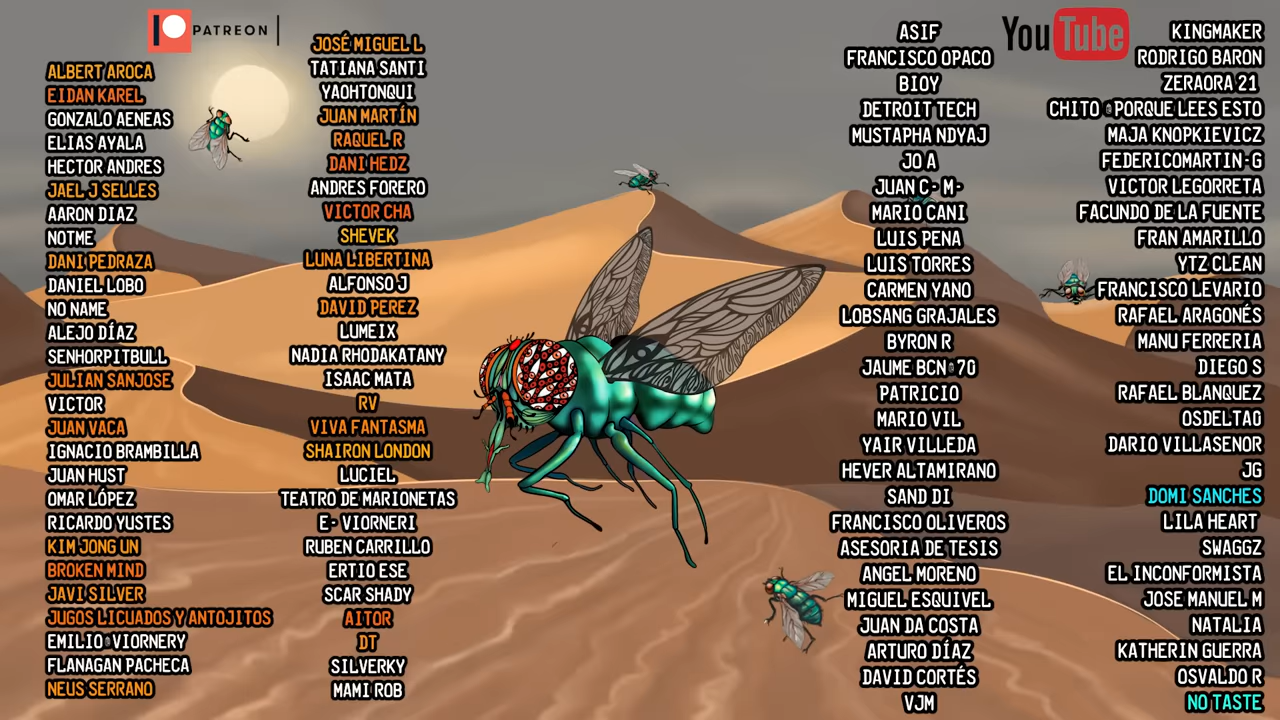 PATREON
ALBERT AROCA
EIDAN KAREL
GONZALO AENEAS
ELIAS AYALA
HECTOR ANDRES
JAEL J SELLES
AARON DIAZ
NOTME
DANI PEDRAZA
DANIEL LOBO
NO NAME
ALEJO DÍAZ
SENHORPITBULL
JULIAN SANJOSE
VICTOR
JUAN VACA
IGNACIO BRAMBILLA
JUAN HUST
OMAR LÓPEZ
RICARDO YUSTES
KIM JONG UN
BROKEN MIND
JAVI SILVER
JUGOS LICUADOS Y ANTOJITOS
EMILIO VIORNERY
FLANAGAN PACHECA
NEUS SERRANO
JOSÉ MIGUEL L
TATIANA SANTI
YAOHTONQUI
JUAN MARTÍN
RAQUEL R
DANI HEDZ
ANDRES FORERO
VICTOR CHA
SHEVEK
LUNA LIBERTINA
ALFONSO J
DAVID PEREZ
LUMEIX
NADIA RHODAKATANY
ISAAC MATA
RV
VIVA FANTASMA
SHAIRON LONDON
LUCIEL
TEATRO DE MARIONETAS
E- VIORNERI
RUBEN CARRILLO
ERTIO ESE
SCAR SHADY
AITOR
DT
SILVERKY
MAMI ROB
ASIF
FRANCISCO OPACO
BIOY
DETROIT TECH
MUSTAPHA NDYAJ
JO A
JUAN C- M-
MARIO CANI
LUIS PENA
LUIS TORRES
CARMEN YANO
LOBSANG GRAJALES
BYRON R
JAUME BCN 70
PATRICIO
MARIO VIL
YAIR VILLEDA
HEVER ALTAMIRANO
SAND DI
FRANCISCO OLIVEROS
ASESORIA DE TESIS
ANGEL MORENO
MIGUEL ESQUIVEL
JUAN DA COSTA
ARTURO DÍAZ
DAVID CORTÉS
VJM
YouTube
KINGMAKER
RODRIGO BARON
ZERAORA 21
CHITO PORQUE LEES ESTO
MAJA KNOPKIEVICZ
FEDERICOMARTIN-G
VICTOR LEGORRETA
FACUNDO DE LA FUENTE
FRAN AMARILLO
YTZ CLEAN
FRANCISCO LEVARIO
RAFAEL ARAGONÉS
MANU FERRERIA
DIEGO S
RAFAEL BLANQUEZ
OSDELTA0
DARIO VILLASENOR
JG
DOMI SANCHES
LILA HEART
SWAGGZ
EL INCONFORMISTA
JOSE MANUEL M
NATALIA
KATHERIN GUERRA
OSVALDO R
NO TASTE